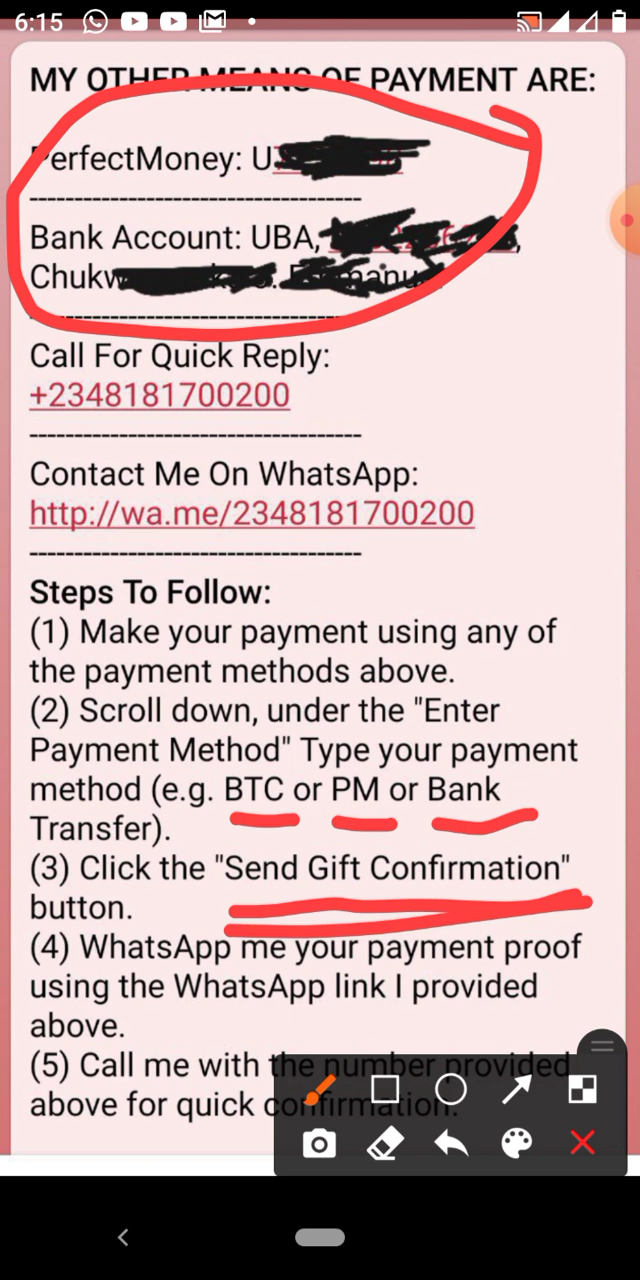 6:15
MY OTHER MEANS OF PAYMENT ARE:
PerfectMoney: U
-----------------------------------
Bank Account: UBA,
-----------------------------------
Call For Quick Reply:
+2348181700200
-----------------------------------
Contact Me On WhatsApp:
http://wa.me/2348181700200
-----------------------------------
Steps To Follow:
(1) Make your payment using any of
the payment methods above.
(2) Scroll down, under the "Enter
Payment Method" Type your payment
method (e.g. BTC or PM or Bank
Transfer).
(3) Click the "Send Gift Confirmation"
button.
(4) WhatsApp me your payment proof
using the WhatsApp link I provided
above.
(5) Call me with the number provided
above for quick confirmation.